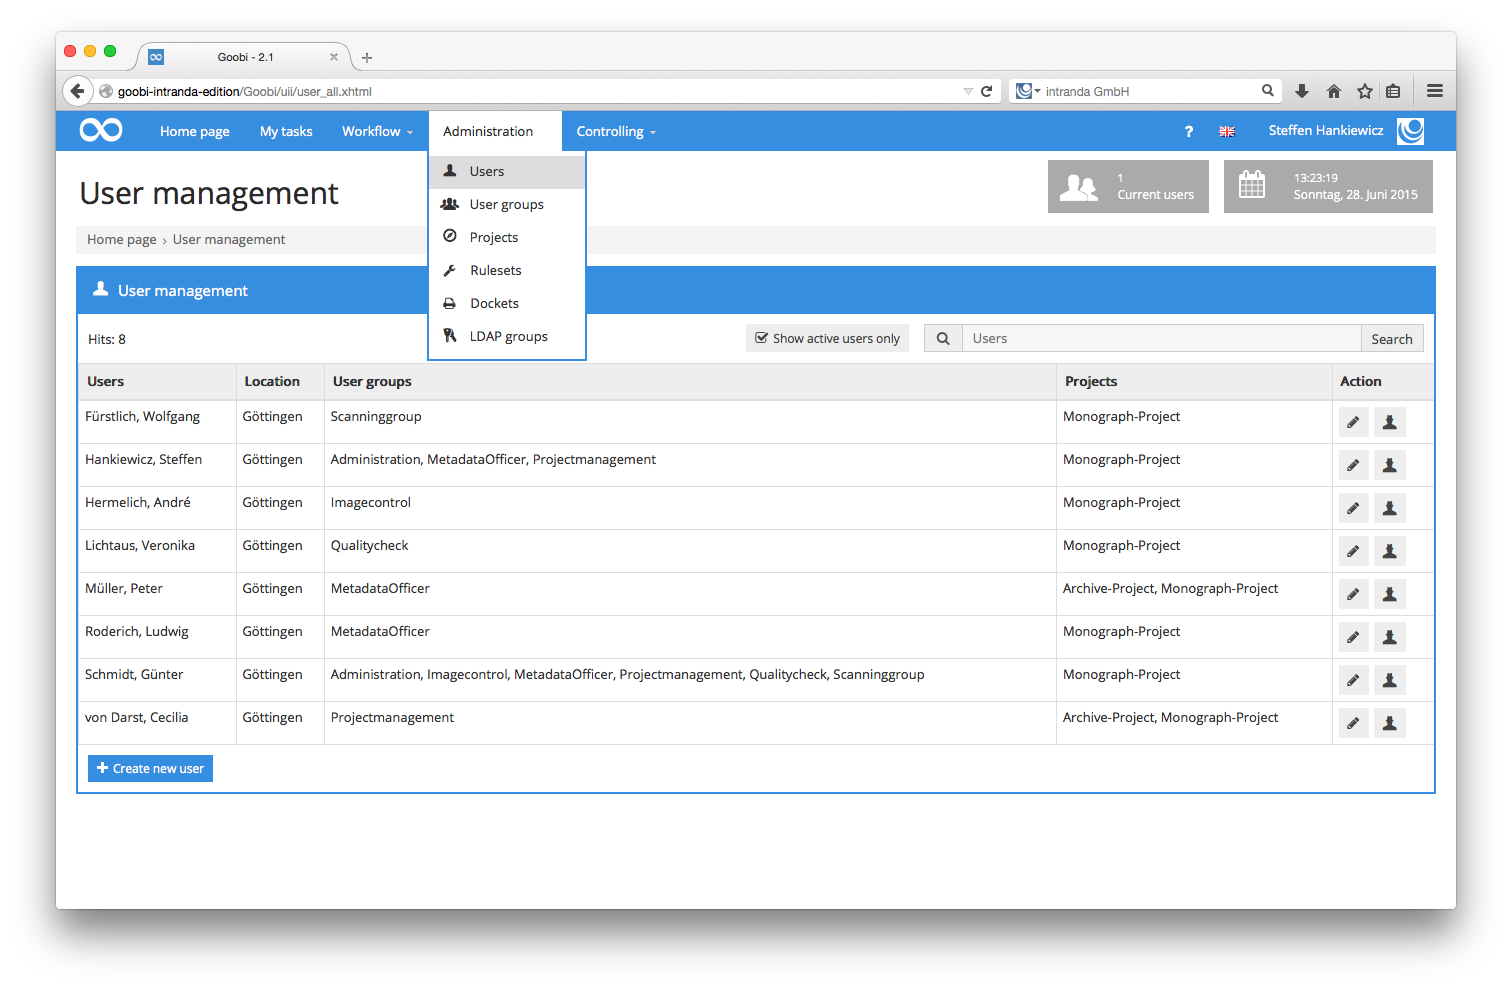 Goobi - 2.1
goobi-intranda-edition/Goobi/uii/user_all.xhtml
intranda GmbH
Home page
My tasks
Workflow
Administration
Controlling
?
Steffen Hankiewicz
Users
User groups
Projects
Rulesets
Dockets
LDAP groups
User management
1
Current users
13:23:19
Sonntag, 28. Juni 2015
Home page › User management
User management
Hits: 8
Show active users only
Users
Search
Users Location User groups Projects Action
Fürstlich, Wolfgang Göttingen Scanninggroup Monograph-Project
Hankiewicz, Steffen Göttingen Administration, MetadataOfficer, Projectmanagement Monograph-Project
Hermelich, André Göttingen Imagecontrol Monograph-Project
Lichtaus, Veronika Göttingen Qualitycheck Monograph-Project
Müller, Peter Göttingen MetadataOfficer Archive-Project, Monograph-Project
Roderich, Ludwig Göttingen MetadataOfficer Monograph-Project
Schmidt, Günter Göttingen Administration, Imagecontrol, MetadataOfficer, Projectmanagement, Qualitycheck, Scanninggroup Monograph-Project
von Darst, Cecilia Göttingen Projectmanagement Archive-Project, Monograph-Project
Create new user